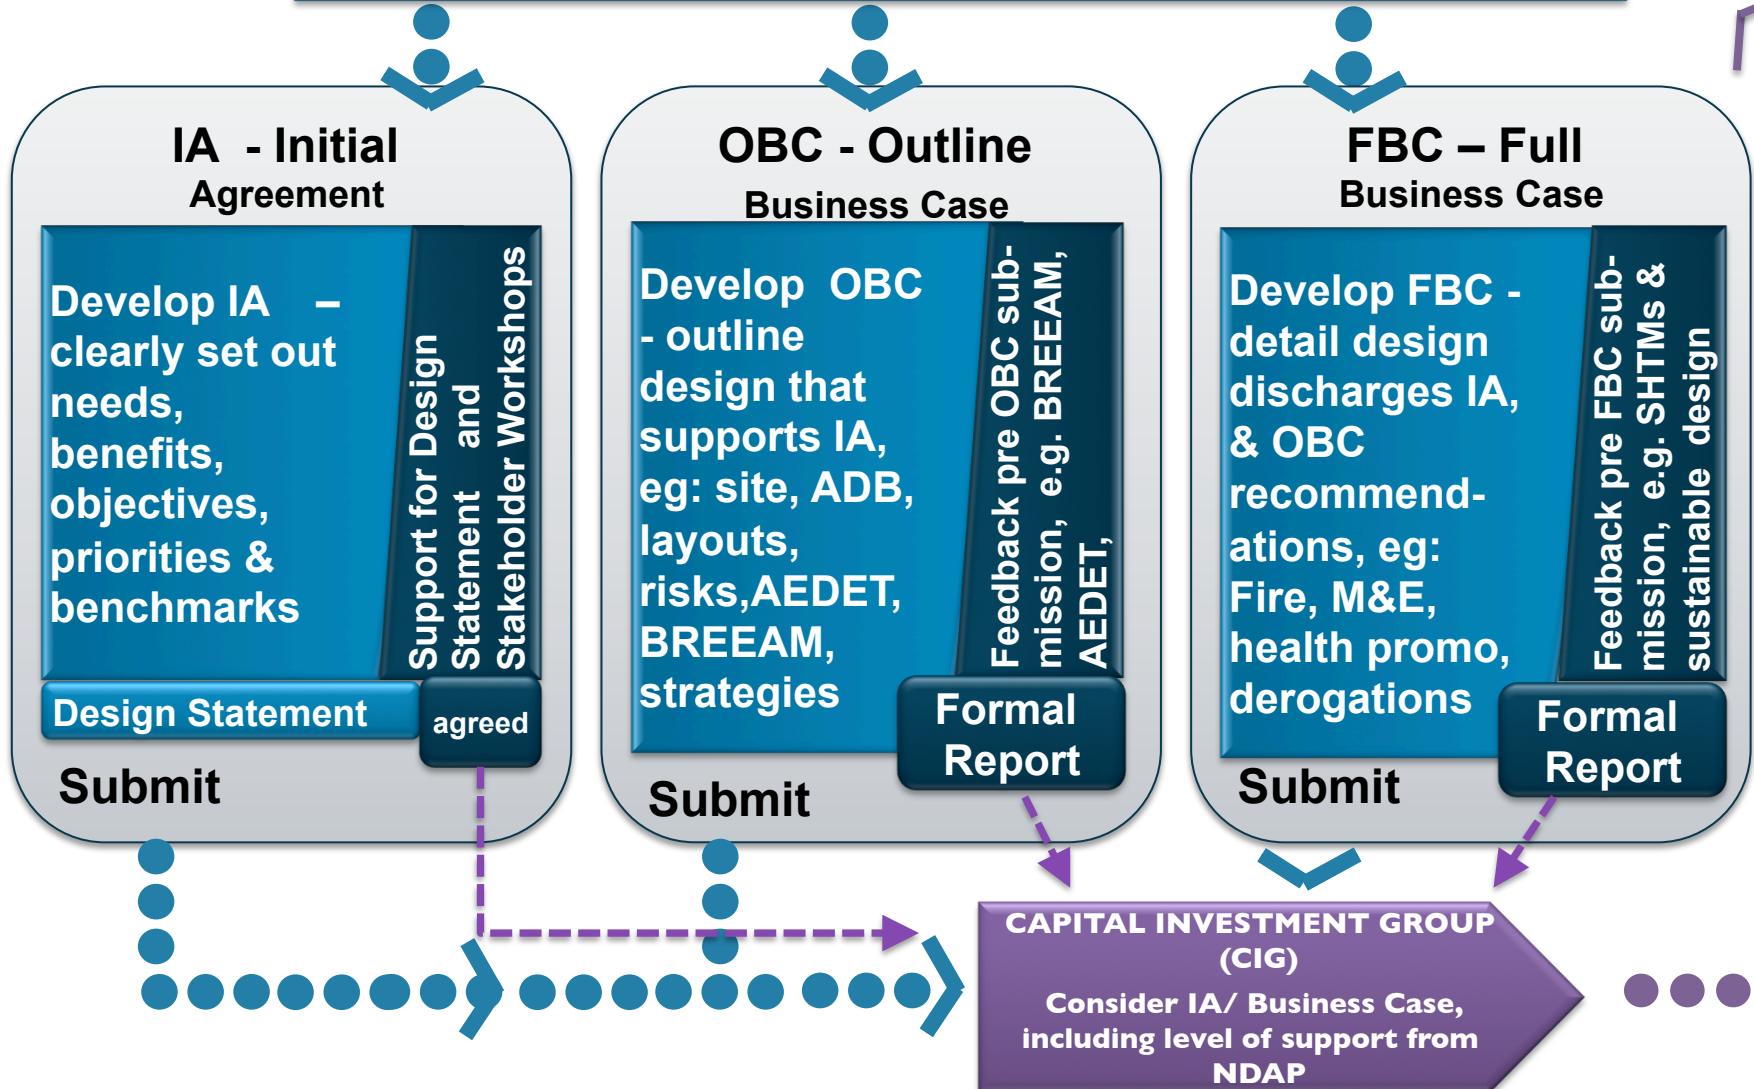 IA - Initial
Agreement
Develop IA –
clearly set out
needs,
benefits,
objectives,
priorities &
benchmarks
Support for Design
Statement and
Stakeholder Workshops
Design Statement
agreed
Submit
OBC - Outline
Business Case
Develop OBC
- outline
design that
supports IA,
eg: site, ADB,
layouts,
risks,AEDET,
BREEAM,
strategies
Feedback pre OBC sub-
mission, e.g. BREEAM,
AEDET,
Formal
Report
Submit
FBC – Full
Business Case
Develop FBC -
detail design
discharges IA,
& OBC
recommend-
ations, eg:
Fire, M&E,
health promo,
derogations
Feedback pre FBC sub-
mission, e.g. SHTMs &
sustainable design
Formal
Report
Submit
CAPITAL INVESTMENT GROUP
(CIG)
Consider IA/ Business Case,
including level of support from
NDAP